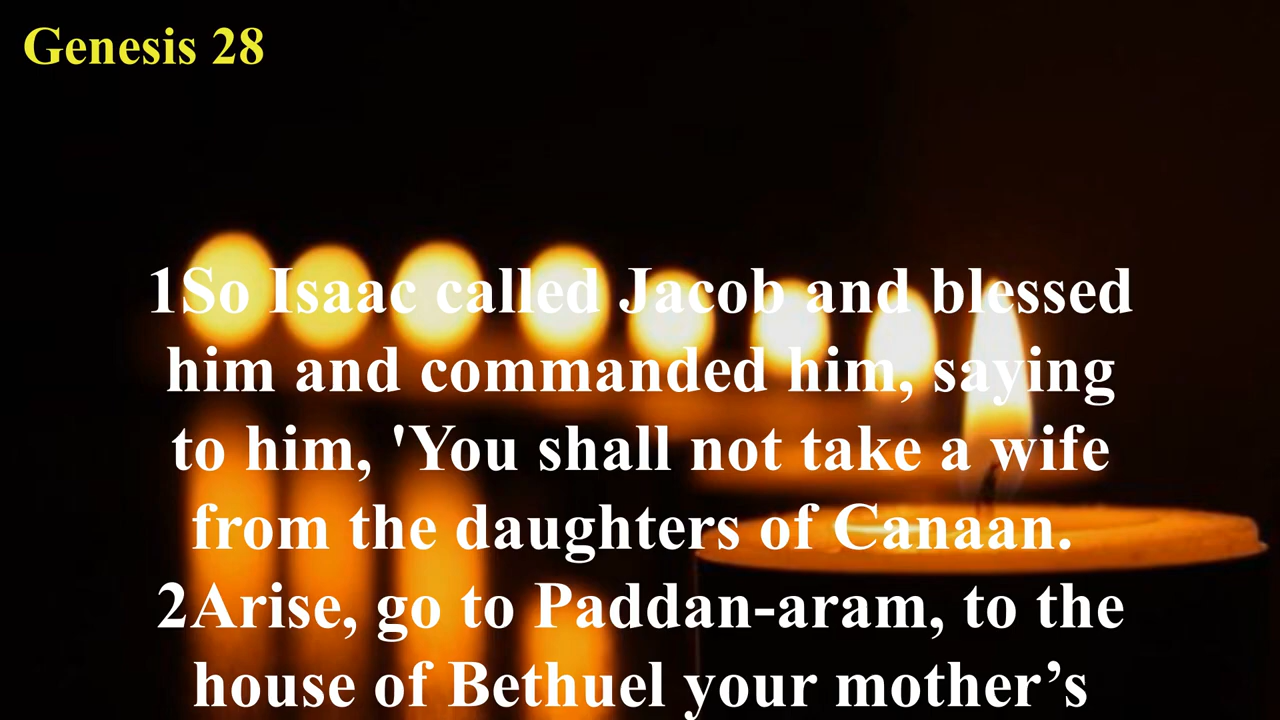 Genesis 28
1So Isaac called Jacob and blessed
him and commanded him, saying
to him, 'You shall not take a wife
from the daughters of Canaan.
2Arise, go to Paddan-aram, to the
house of Bethuel your mother’s